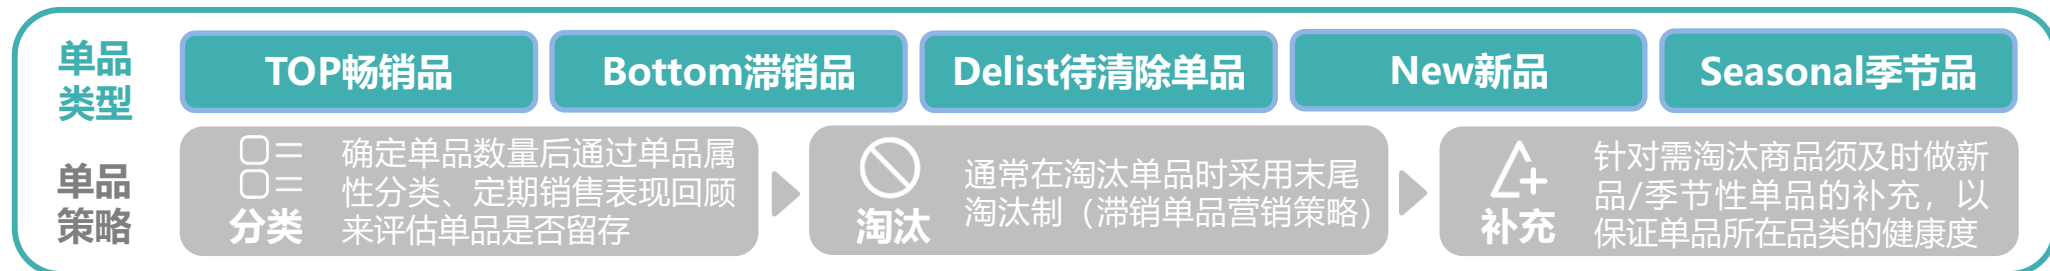 单品
类型
TOP畅销品
Bottom滞销品
Delist待清除单品
New新品
Seasonal季节品
单品
策略
分类
确定单品数量后通过单品属
性分类、定期销售表现回顾
来评估单品是否留存
淘汰
通常在淘汰单品时采用末尾
淘汰制（滞销单品营销策略）
补充
针对需淘汰商品须及时做新
品/季节性单品的补充，以
保证单品所在品类的健康度